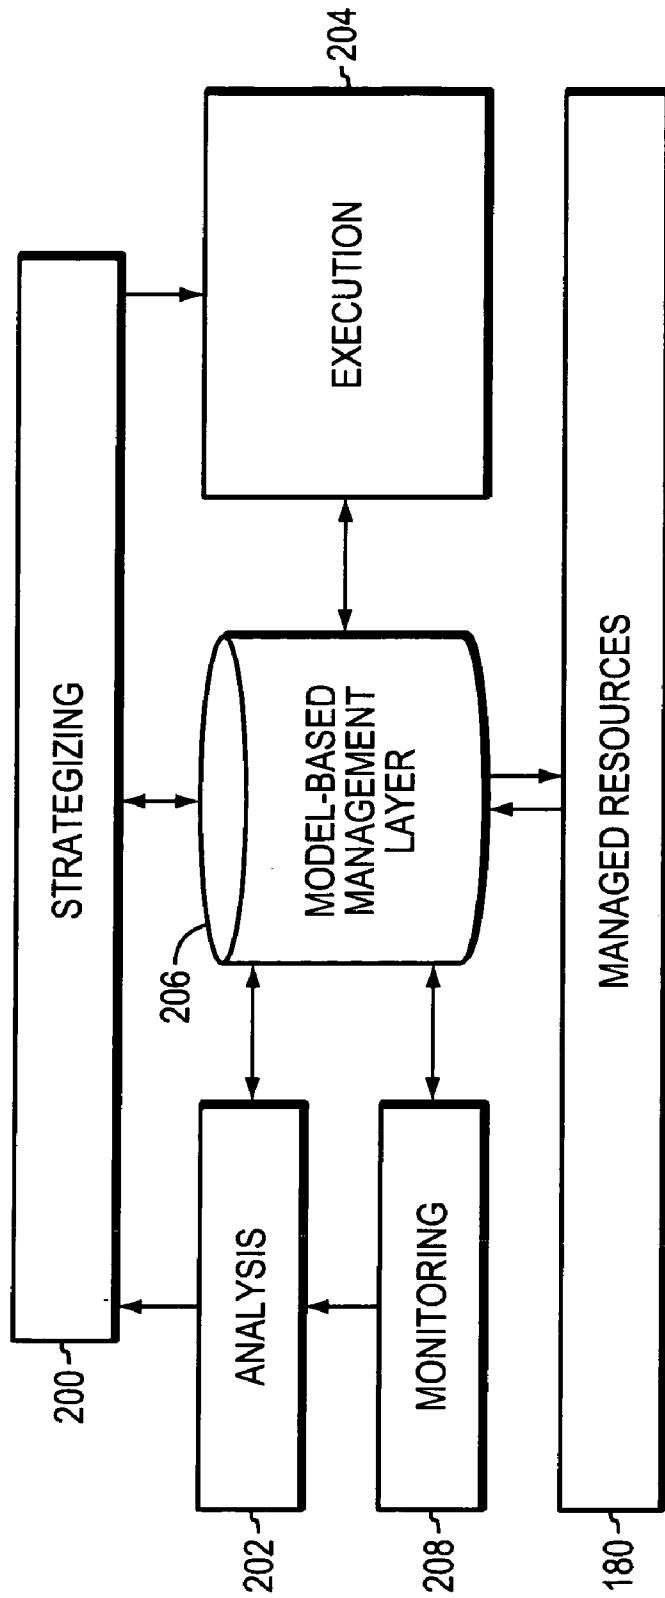 200
STRATEGIZING
202
ANALYSIS
206
MODEL-BASED
MANAGEMENT
LAYER
EXECUTION
204
208
MONITORING
180
MANAGED RESOURCES